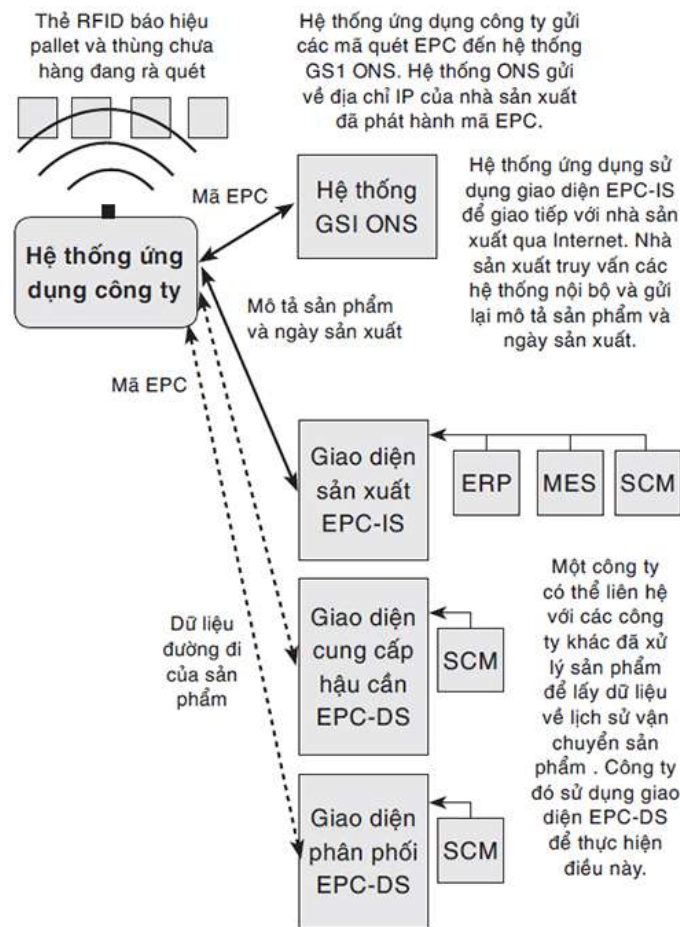 Thẻ RFID báo hiệu
pallet và thùng chưa
hàng đang rà quét
Hệ thống ứng dụng công ty gửi
các mã quét EPC đến hệ thống
GS1 ONS. Hệ thống ONS gửi
về địa chỉ IP của nhà sản xuất
đã phát hành mã EPC.
Mã EPC
Hệ thống
GSI ONS
Hệ thống ứng dụng sử
dụng giao diện EPC-IS
để giao tiếp với nhà sản
xuất qua Internet. Nhà
sản xuất truy vấn các
hệ thống nội bộ và gửi
lại mô tả sản phẩm và
ngày sản xuất.
Hệ thống ứng
dụng công ty
Mô tả sản phẩm
và ngày sản xuất
Mã EPC
Giao diện
sản xuất
EPC-IS
ERP
MES
SCM
Giao diện
cung cấp
hậu cần
EPC-DS
SCM
Dữ liệu
đường đi
của sản
phẩm
Một công ty
có thể liên hệ
với các công
ty khác đã xử
lý sản phẩm
để lấy dữ liệu
về lịch sử vận
chuyển sản
phẩm . Công ty
đó sử dụng giao
diện EPC-DS
để thực hiện
điều này.
Giao diện
phân phối
EPC-DS
SCM